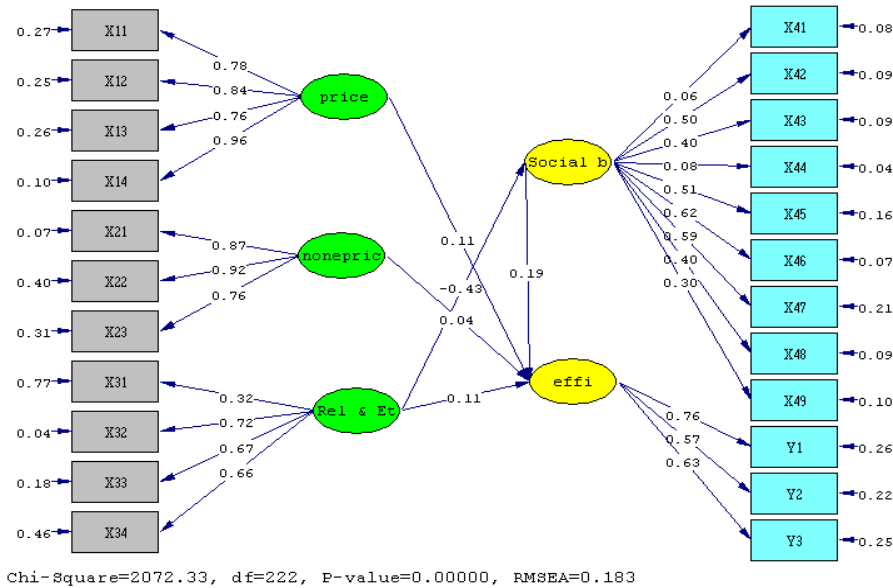 0.27 X11
0.25 X12
0.26 X13
0.10 X14
0.07 X21
0.40 X22
0.31 X23
0.77 X31
0.04 X32
0.18 X33
0.46 X34
0.78
0.84
0.76
0.96
0.87
0.92
0.76
0.32
0.72
0.67
0.66
price
nonepric
Rel & Et
0.11
-0.43
0.04
0.11
0.19
Social b
effi
0.06
0.50
0.40
0.08
0.51
0.62
0.59
0.40
0.30
0.76
0.57
0.63
X41 0.08
X42 0.09
X43 0.09
X44 0.04
X45 0.16
X46 0.07
X47 0.21
X48 0.09
X49 0.10
Y1 0.26
Y2 0.22
Y3 0.25
Chi-Square=2072.33, df=222, P-value=0.00000, RMSEA=0.183